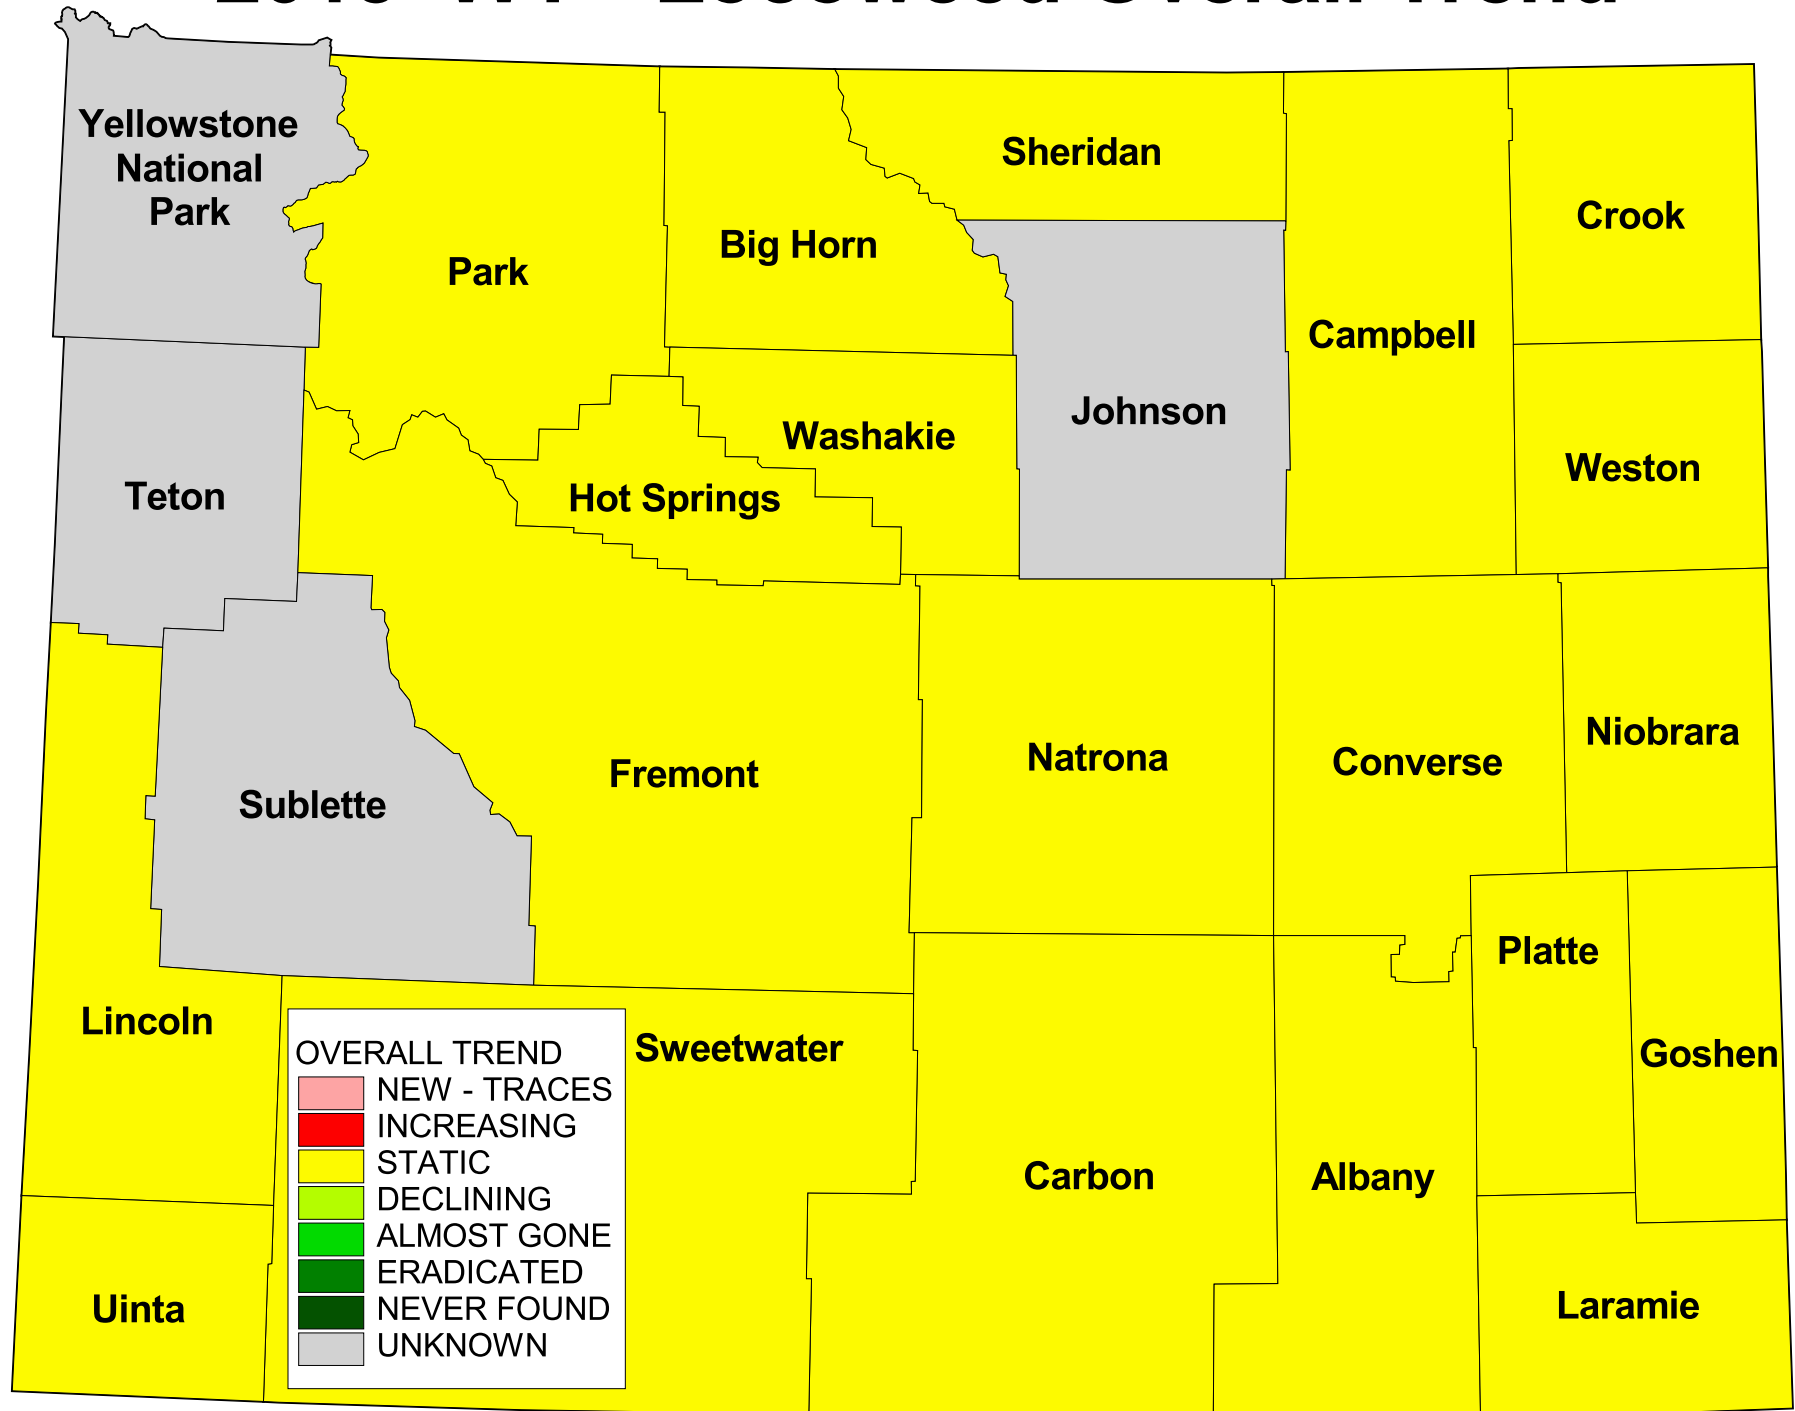 Yellowstone
National
Park
Park
Big Horn
Sheridan
Crook
Campbell
Johnson
Washakie
Weston
Teton
Hot Springs
Sublette
Fremont
Natrona
Converse
Niobrara
Platte
Lincoln
Sweetwater
Goshen
Carbon
Albany
Uinta
Laramie
OVERALL TREND
NEW - TRACES
INCREASING
STATIC
DECLINING
ALMOST GONE
ERADICATED
NEVER FOUND
UNKNOWN